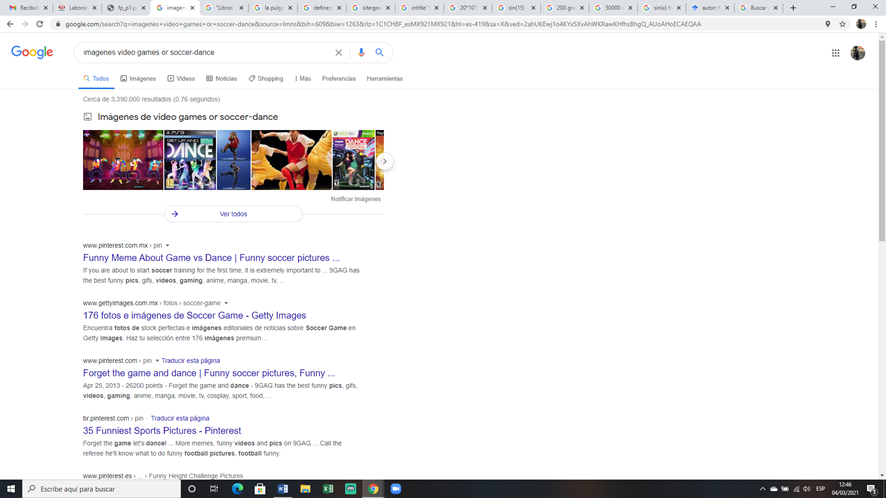 Recibid
Laborst
fp_p1.p
imagen
"Libros
la pulg
define:
sitega
intitle:"
20*10!
sin(15)
200 gra
50000
sin(x) f
autor: t
Buscar
google.com/search?q=imagenes+video+games+or+soccer-dance&source=lmns&bih=609&biw=1263&rlz=1C1CHBF_esMX921MX921&hl=es-419&sa=X&ved=2ahUKEwj1o4KYx5XvAhWKRawKHfhsBhgQ_AUoAHoECAEQAA
Google
imagenes video games or soccer-dance
Todos
Imágenes
Videos
Noticias
Shopping
Más
Preferencias
Herramientas
Cerca de 3,390,000 resultados (0.76 segundos)
Imágenes de video games or soccer-dance
PS3
GET UP AND
DANCE
XBOX 360
DANCE
Notificar imágenes
Ver todos
www.pinterest.com.mx › pin
Funny Meme About Game vs Dance | Funny soccer pictures ...
If you are about to start soccer training for the first time, it is extremely important to ... 9GAG has
the best funny pics, gifs, videos, gaming, anime, manga, movie, tv, ...
www.gettyimages.com.mx › fotos › soccer-game
176 fotos e imágenes de Soccer Game - Getty Images
Encuentra fotos de stock perfectas e imágenes editoriales de noticias sobre Soccer Game en
Getty Images. Haz tu selección entre 176 imágenes premium ...
www.pinterest.com › pin Traducir esta página
Forget the game and dance | Funny soccer pictures, Funny ...
Apr 25, 2013 - 26200 points - Forget the game and dance - 9GAG has the best funny pics, gifs,
videos, gaming, anime, manga, movie, tv, cosplay, sport, food, ...
br.pinterest.com › pin · Traducir esta página
35 Funniest Sports Pictures - Pinterest
Forget the game let's dance! ... More memes, funny videos and pics on 9GAG ... Call the
referee he'll know what to do funny football pictures, football funny.
www.pinterest.es › ... › Funny Height Challenge Pictures
Escribe aquí para buscar
ESP
12:46
04/03/2021